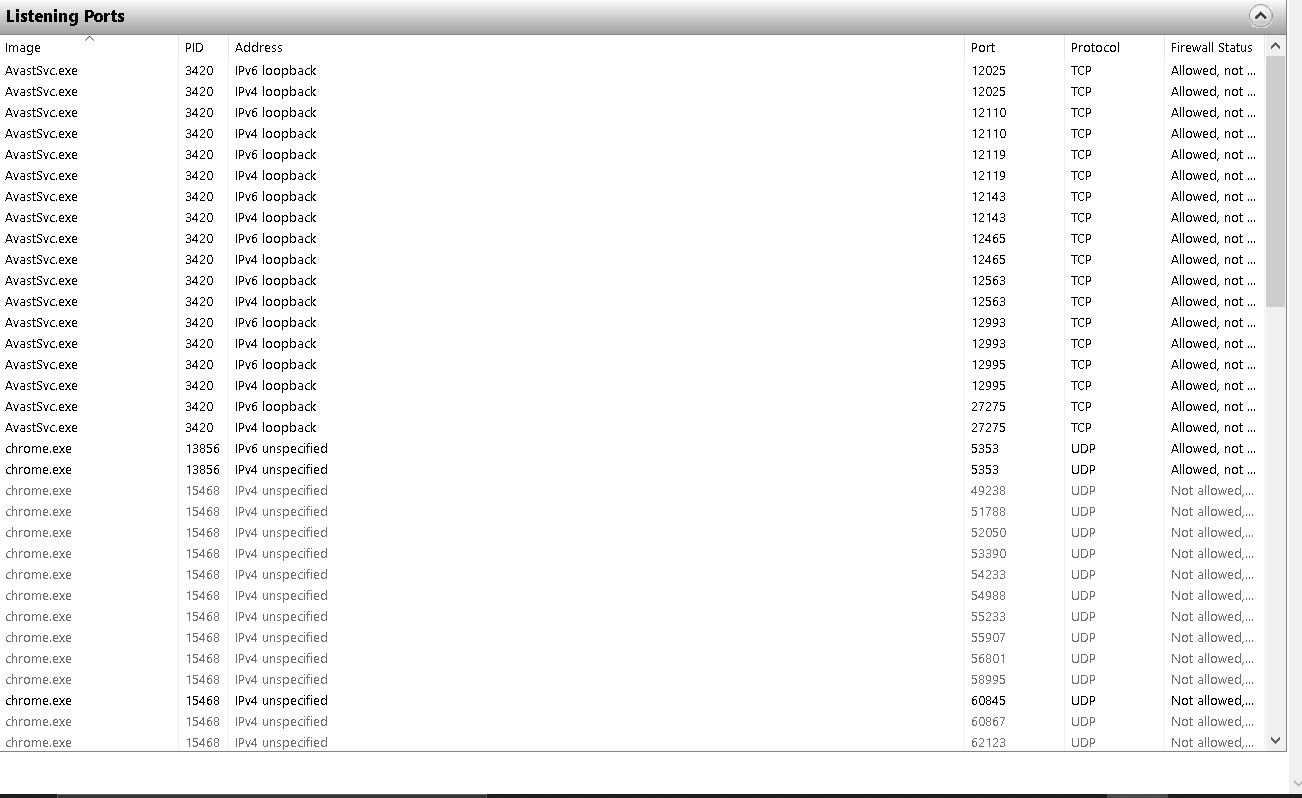 Listening Ports
Image PID Address Port Protocol Firewall Status
AvastSvc.exe 3420 IPv6 loopback 12025 TCP Allowed, not ...
AvastSvc.exe 3420 IPv4 loopback 12025 TCP Allowed, not ...
AvastSvc.exe 3420 IPv6 loopback 12110 TCP Allowed, not ...
AvastSvc.exe 3420 IPv4 loopback 12110 TCP Allowed, not ...
AvastSvc.exe 3420 IPv6 loopback 12119 TCP Allowed, not ...
AvastSvc.exe 3420 IPv4 loopback 12119 TCP Allowed, not ...
AvastSvc.exe 3420 IPv6 loopback 12143 TCP Allowed, not ...
AvastSvc.exe 3420 IPv4 loopback 12143 TCP Allowed, not ...
AvastSvc.exe 3420 IPv6 loopback 12465 TCP Allowed, not ...
AvastSvc.exe 3420 IPv4 loopback 12465 TCP Allowed, not ...
AvastSvc.exe 3420 IPv6 loopback 12563 TCP Allowed, not ...
AvastSvc.exe 3420 IPv4 loopback 12563 TCP Allowed, not ...
AvastSvc.exe 3420 IPv6 loopback 12993 TCP Allowed, not ...
AvastSvc.exe 3420 IPv4 loopback 12993 TCP Allowed, not ...
AvastSvc.exe 3420 IPv6 loopback 12995 TCP Allowed, not ...
AvastSvc.exe 3420 IPv4 loopback 12995 TCP Allowed, not ...
AvastSvc.exe 3420 IPv6 loopback 27275 TCP Allowed, not ...
AvastSvc.exe 3420 IPv4 loopback 27275 TCP Allowed, not ...
chrome.exe 13856 IPv6 unspecified 5353 UDP Allowed, not ...
chrome.exe 13856 IPv4 unspecified 5353 UDP Allowed, not ...
chrome.exe 15468 IPv4 unspecified 49238 UDP Not allowed,...
chrome.exe 15468 IPv4 unspecified 51788 UDP Not allowed,...
chrome.exe 15468 IPv4 unspecified 52050 UDP Not allowed,...
chrome.exe 15468 IPv4 unspecified 53390 UDP Not allowed,...
chrome.exe 15468 IPv4 unspecified 54233 UDP Not allowed,...
chrome.exe 15468 IPv4 unspecified 54988 UDP Not allowed,...
chrome.exe 15468 IPv4 unspecified 55233 UDP Not allowed,...
chrome.exe 15468 IPv4 unspecified 55907 UDP Not allowed,...
chrome.exe 15468 IPv4 unspecified 56801 UDP Not allowed,...
chrome.exe 15468 IPv4 unspecified 58995 UDP Not allowed,...
chrome.exe 15468 IPv4 unspecified 60845 UDP Not allowed,...
chrome.exe 15468 IPv4 unspecified 60867 UDP Not allowed,...
chrome.exe 15468 IPv4 unspecified 62123 UDP Not allowed,...